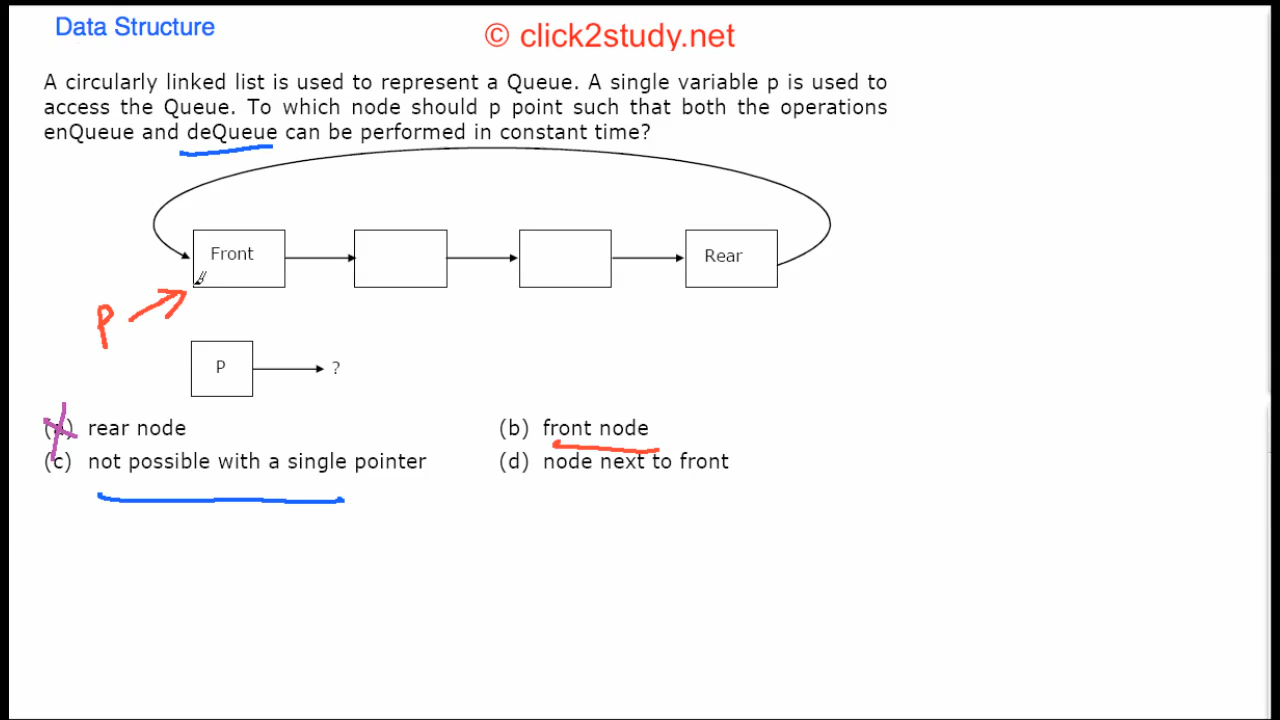 Data Structure
© click2study.net
A circularly linked list is used to represent a Queue. A single variable p is used to
access the Queue. To which node should p point such that both the operations
enQueue and deQueue can be performed in constant time?
Front
Rear
P
P
?
(a) rear node
(b) front node
(c) not possible with a single pointer
(d) node next to front